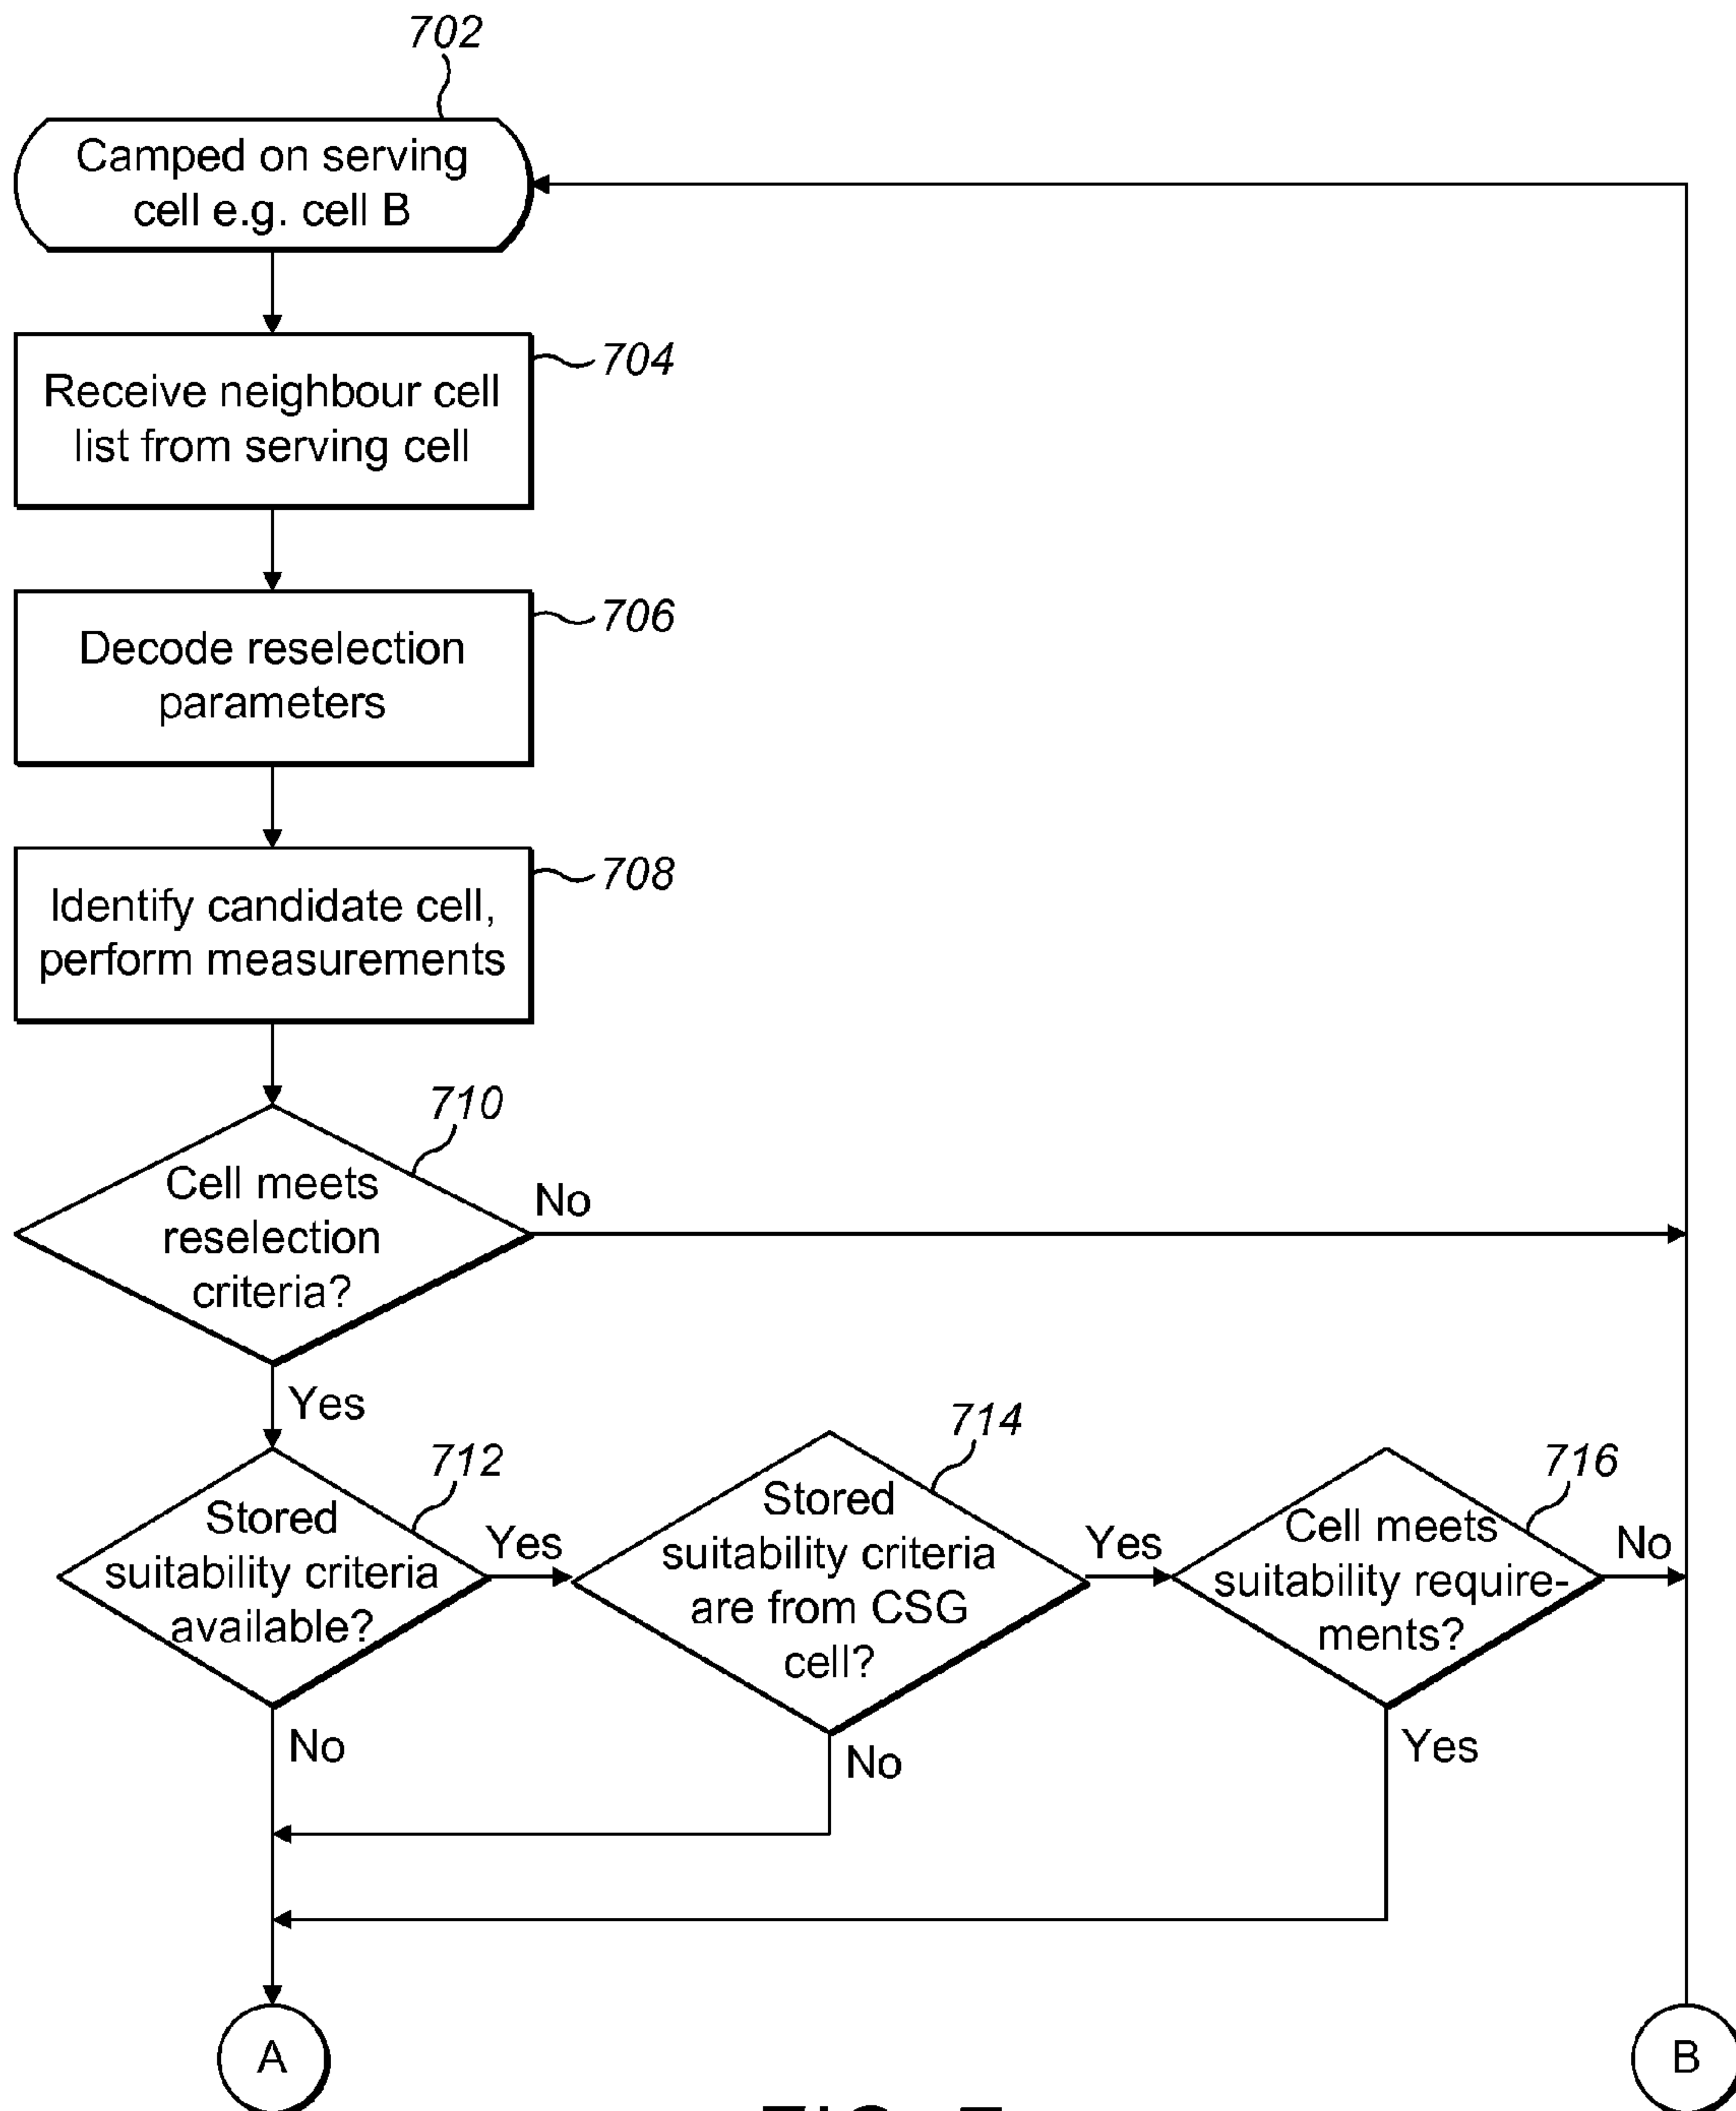 702
Camped on serving
cell e.g. cell B
704
Receive neighbour cell
list from serving cell
706
Decode reselection
parameters
708
Identify candidate cell,
perform measurements
710
Cell meets
reselection
criteria?
No
Yes
712
Stored
suitability criteria
available?
Yes
No
714
Stored
suitability criteria
are from CSG
cell?
Yes
No
716
Cell meets
suitability require-
ments?
No
Yes
A
B